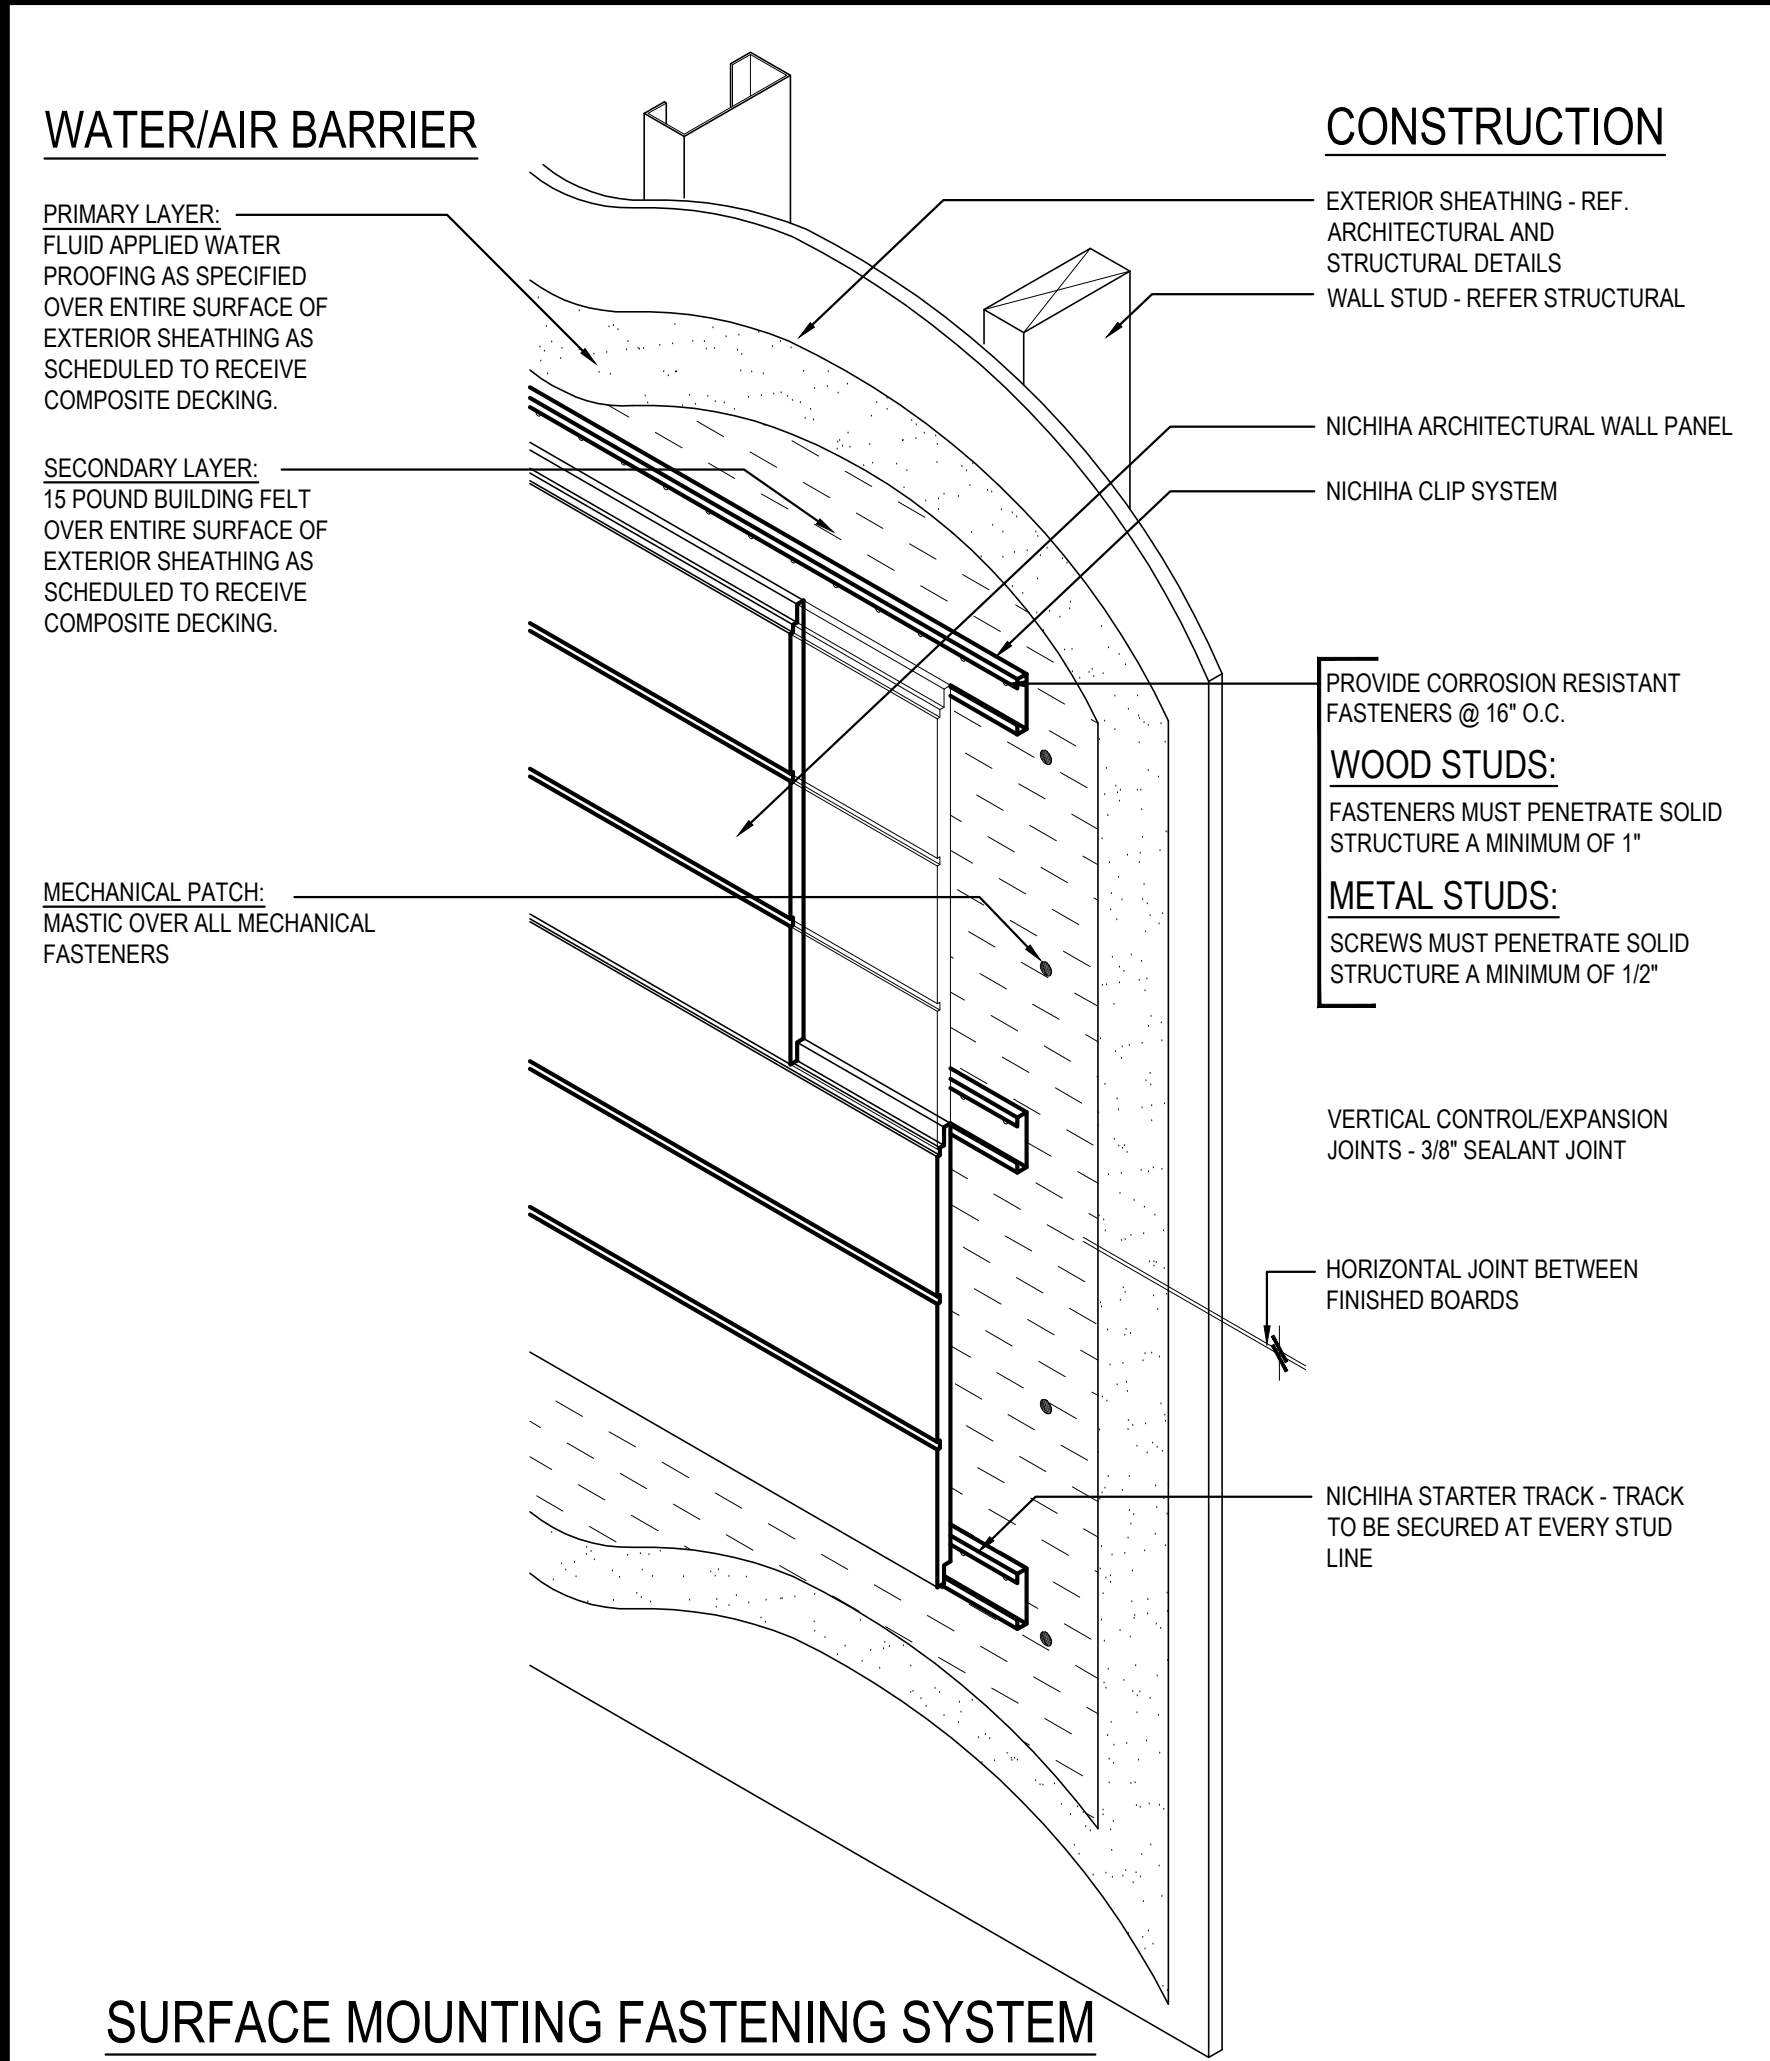 WATER/AIR BARRIER
PRIMARY LAYER:
FLUID APPLIED WATER
PROOFING AS SPECIFIED
OVER ENTIRE SURFACE OF
EXTERIOR SHEATHING AS
SCHEDULED TO RECEIVE
COMPOSITE DECKING.
SECONDARY LAYER:
15 POUND BUILDING FELT
OVER ENTIRE SURFACE OF
EXTERIOR SHEATHING AS
SCHEDULED TO RECEIVE
COMPOSITE DECKING.
MECHANICAL PATCH:
MASTIC OVER ALL MECHANICAL
FASTENERS
CONSTRUCTION
EXTERIOR SHEATHING - REF.
ARCHITECTURAL AND
STRUCTURAL DETAILS
WALL STUD - REFER STRUCTURAL
NICHIHA ARCHITECTURAL WALL PANEL
NICHIHA CLIP SYSTEM
PROVIDE CORROSION RESISTANT
FASTENERS @ 16" O.C.
WOOD STUDS:
FASTENERS MUST PENETRATE SOLID
STRUCTURE A MINIMUM OF 1"
METAL STUDS:
SCREWS MUST PENETRATE SOLID
STRUCTURE A MINIMUM OF 1/2"
VERTICAL CONTROL/EXPANSION
JOINTS - 3/8" SEALANT JOINT
HORIZONTAL JOINT BETWEEN
FINISHED BOARDS
NICHIHA STARTER TRACK - TRACK
TO BE SECURED AT EVERY STUD
LINE
SURFACE MOUNTING FASTENING SYSTEM